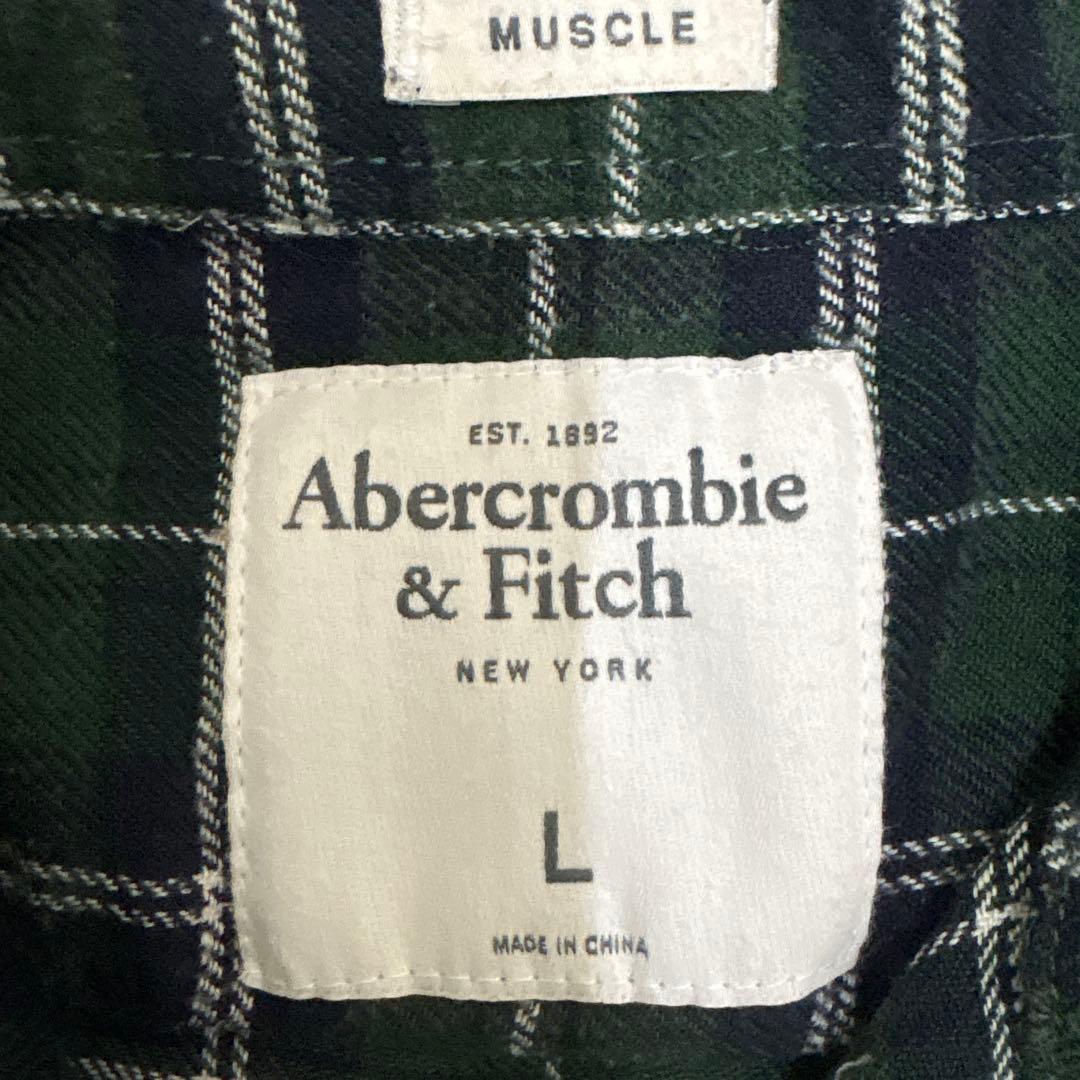 MUSCLE
EST. 1892
Abercrombie
& Fitch
NEW YORK
L
MADE IN CHINA